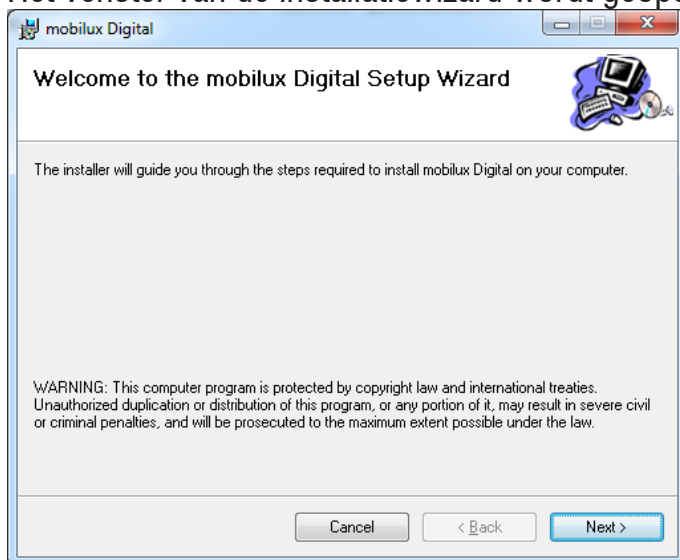 Het venster van de installatiewizard wordt geope
mobilux Digital
Welcome to the mobilux Digital Setup Wizard
The installer will guide you through the steps required to install mobilux Digital on your computer.
WARNING: This computer program is protected by copyright law and international treaties.
Unauthorized duplication or distribution of this program, or any portion of it, may result in severe civil
or criminal penalties, and will be prosecuted to the maximum extent possible under the law.
Cancel < Back Next >